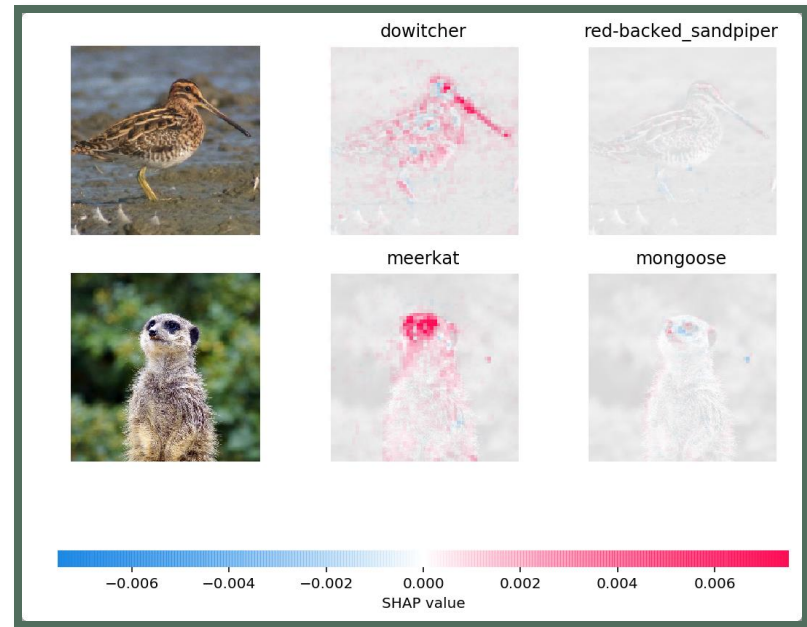 dowitcher
red-backed_sandpiper
meerkat
mongoose
−0.006 −0.004 −0.002 0.000 0.002 0.004 0.006
SHAP value